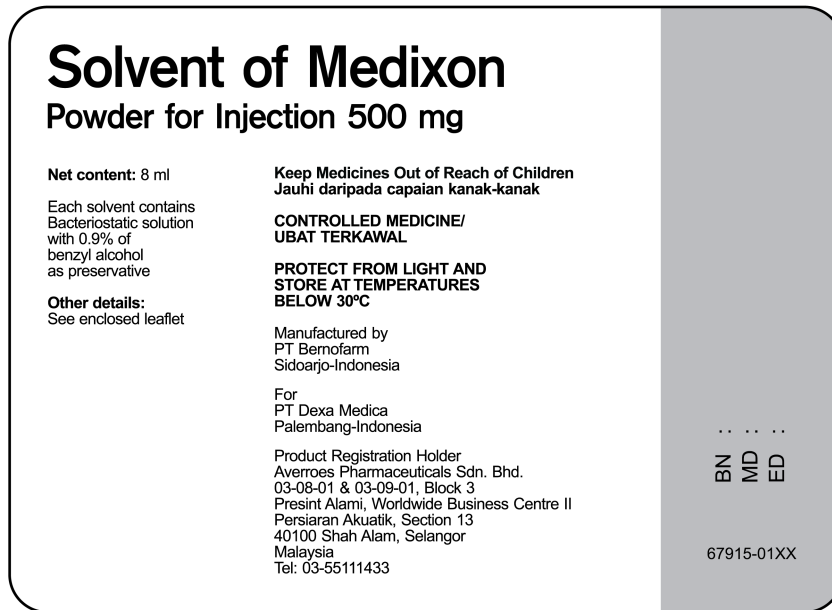 Solvent of Medixon
Powder for Injection 500 mg
Net content: 8 ml
Each solvent contains
Bacteriostatic solution
with 0.9% of
benzyl alcohol
as preservative
Other details:
See enclosed leaflet
Keep Medicines Out of Reach of Children
Jauhi daripada capaian kanak-kanak
CONTROLLED MEDICINE/
UBAT TERKAWAL
PROTECT FROM LIGHT AND
STORE AT TEMPERATURES
BELOW 30ºC
Manufactured by
PT Bernofarm
Sidoarjo-Indonesia
For
PT Dexa Medica
Palembang-Indonesia
Product Registration Holder
Averroes Pharmaceuticals Sdn. Bhd.
03-08-01 & 03-09-01, Block 3
Presint Alami, Worldwide Business Centre II
Persiaran Akuatik, Section 13
40100 Shah Alam, Selangor
Malaysia
Tel: 03-55111433
BN :
MD :
ED :
67915-01XX